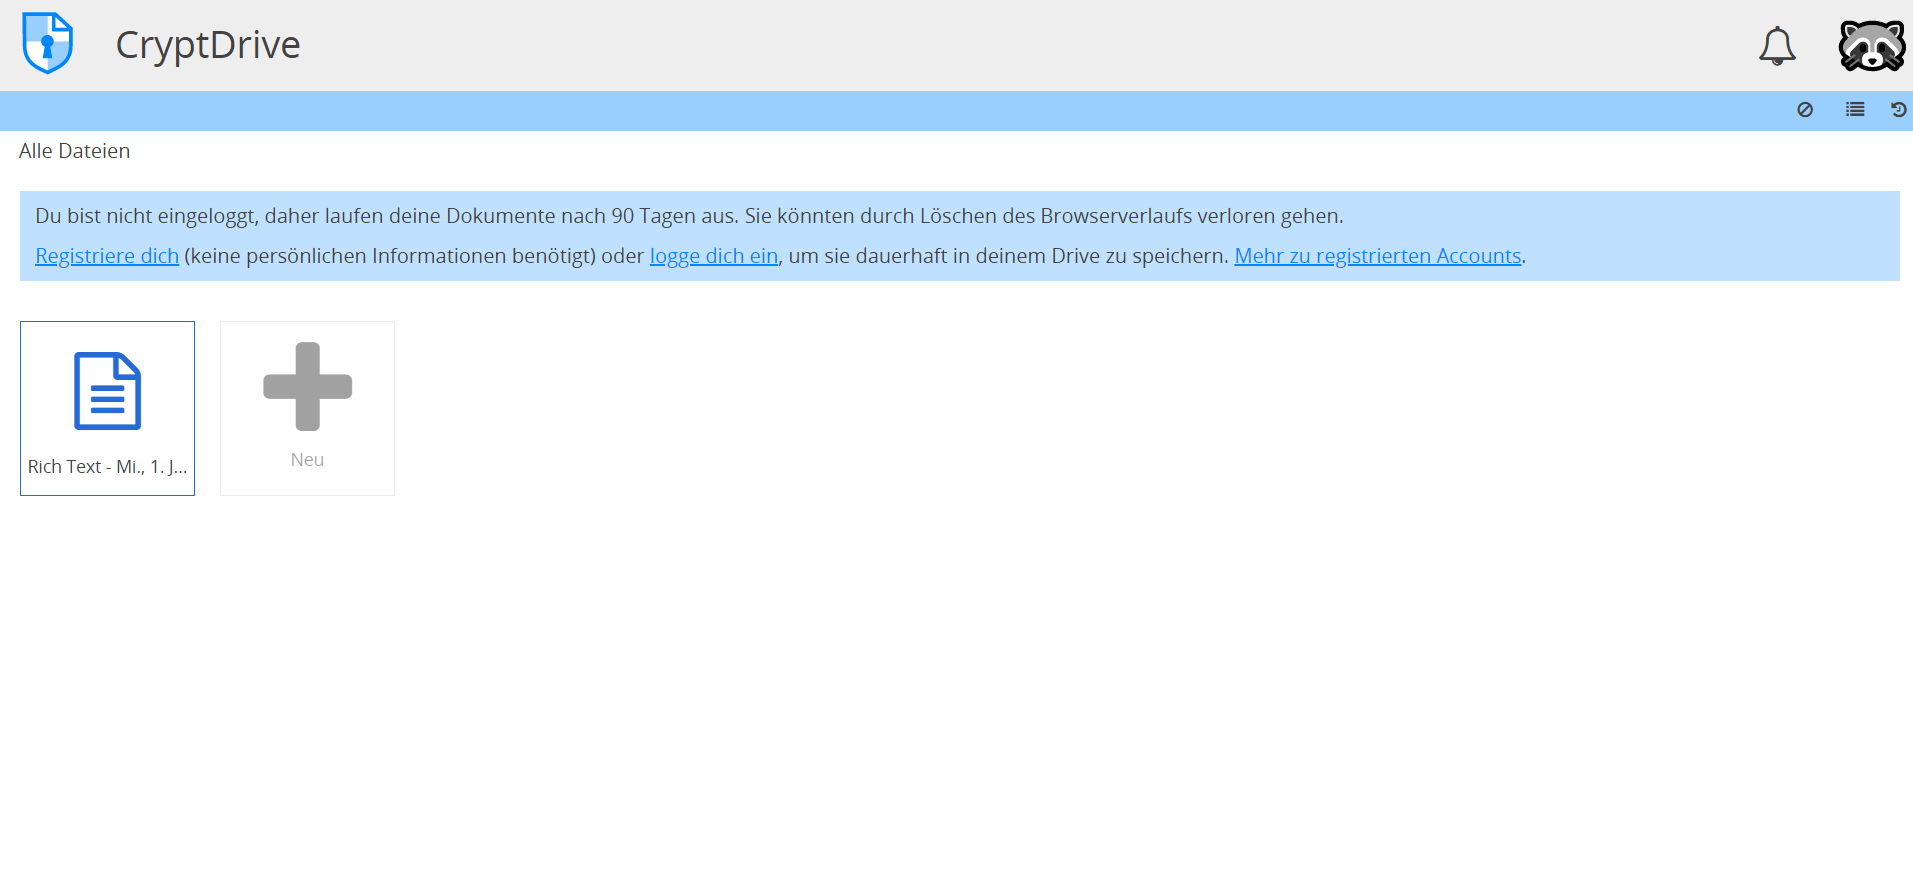 CryptDrive
Alle Dateien
Du bist nicht eingeloggt, daher laufen deine Dokumente nach 90 Tagen aus. Sie könnten durch Löschen des Browserverlaufs verloren gehen.
Registriere dich (keine persönlichen Informationen benötigt) oder logge dich ein, um sie dauerhaft in deinem Drive zu speichern. Mehr zu registrierten Accounts.
Rich Text - Mi., 1. J...
Neu